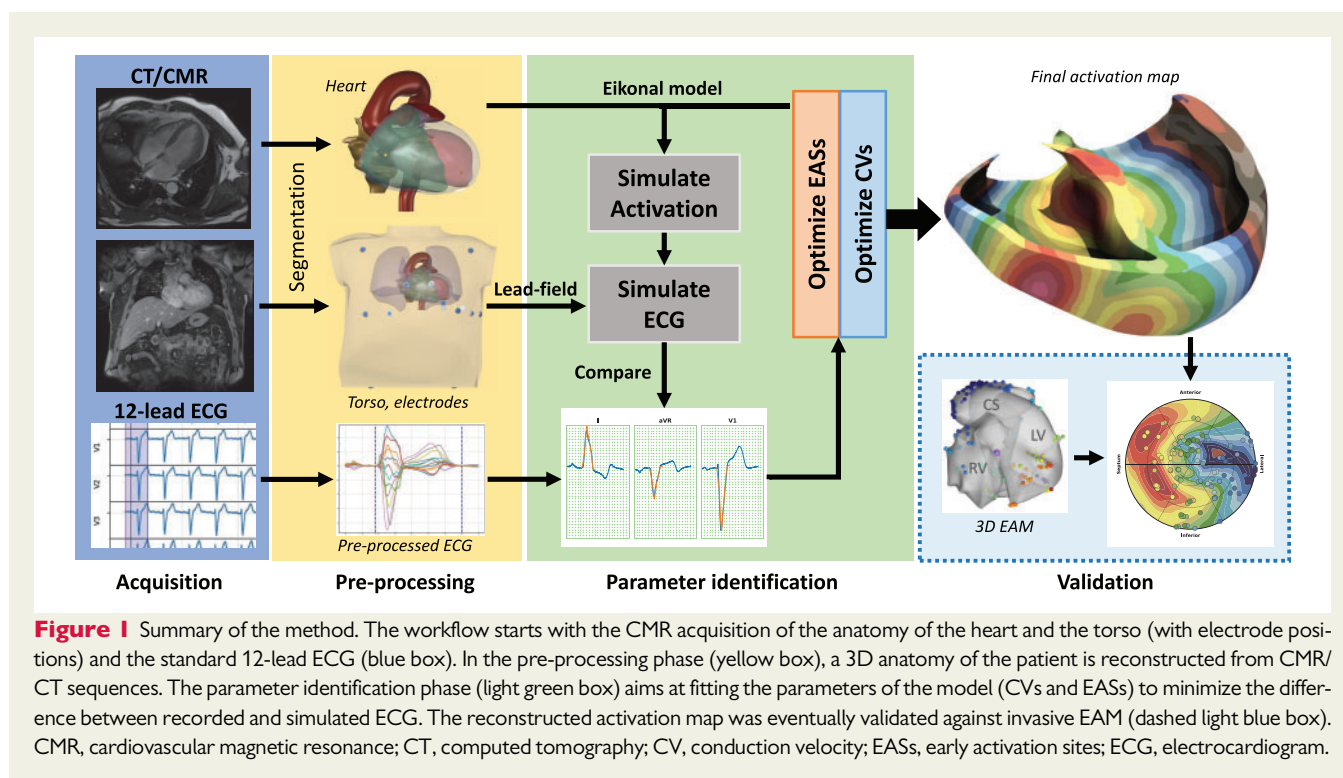 CT/CMR
12-lead ECG
V1
V2
V3
Acquisition
Segmentation
Heart
Torso, electrodes
Pre-processed ECG
Pre-processing
Eikonal model
Simulate
Activation
Lead-field
Simulate
ECG
Compare
I
aVR
V1
Optimize EASs
Optimize CVs
Parameter identification
Final activation map
CS
LV
RV
3D EAM
Anterior
Septum
Lateral
Inferior
Validation
Figure 1 Summary of the method. The workflow starts with the CMR acquisition of the anatomy of the heart and the torso (with electrode posi-
tions) and the standard 12-lead ECG (blue box). In the pre-processing phase (yellow box), a 3D anatomy of the patient is reconstructed from CMR/
CT sequences. The parameter identification phase (light green box) aims at fitting the parameters of the model (CVs and EASs) to minimize the differ-
ence between recorded and simulated ECG. The reconstructed activation map was eventually validated against invasive EAM (dashed light blue box).
CMR, cardiovascular magnetic resonance; CT, computed tomography; CV, conduction velocity; EASs, early activation sites; ECG, electrocardiogram.